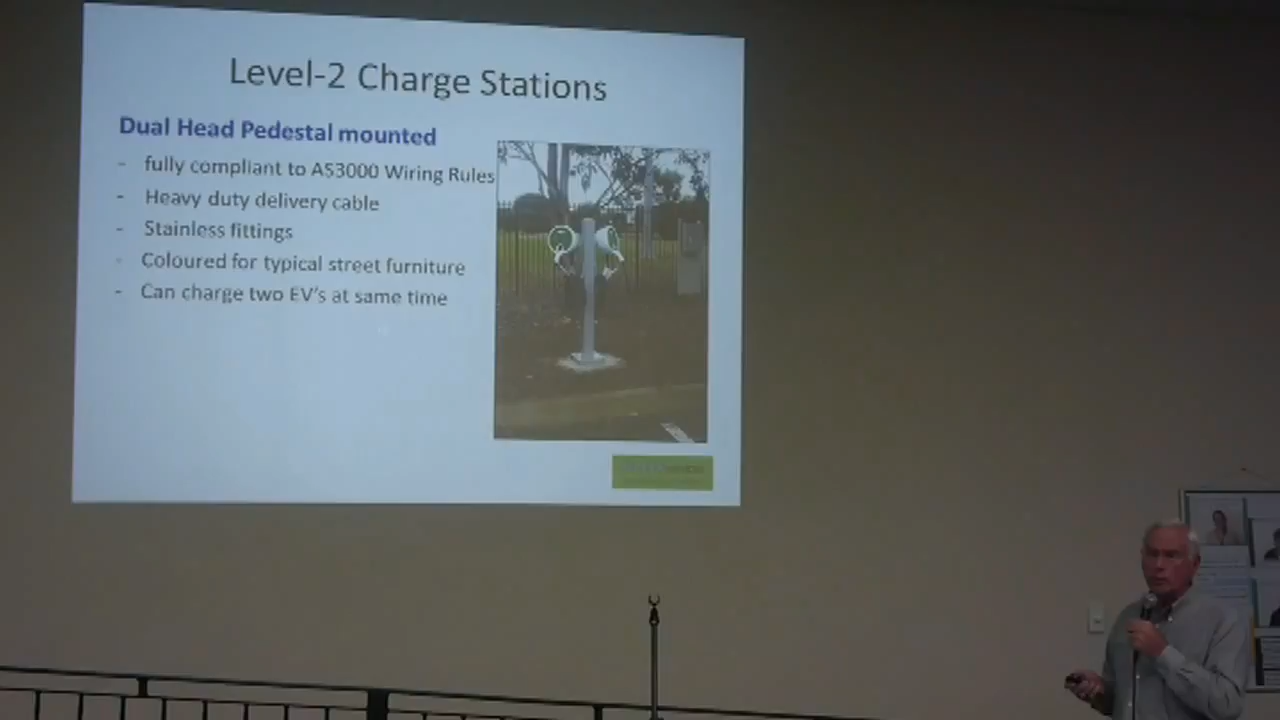 Level-2 Charge Stations
Dual Head Pedestal mounted
- fully compliant to AS3000 Wiring Rules
- Heavy duty delivery cable
- Stainless fittings
- Coloured for typical street furniture
- Can charge two EV's at same time